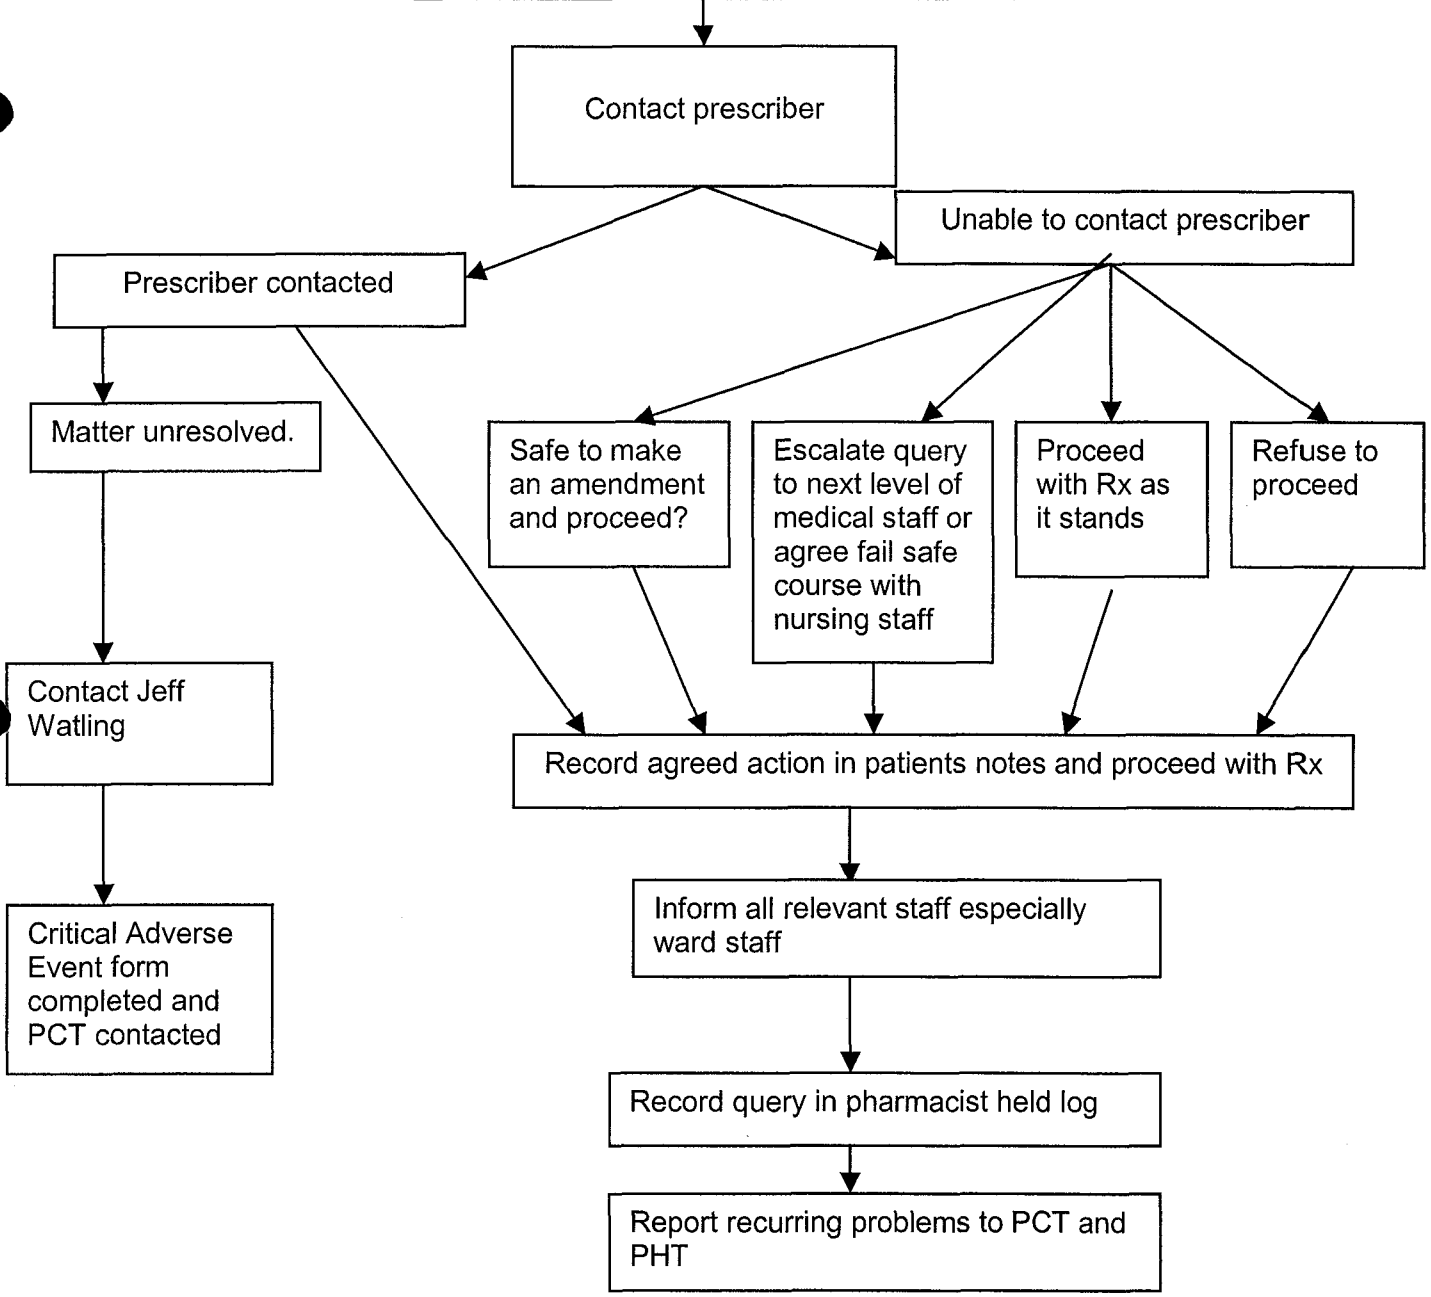 Contact prescriber
Unable to contact prescriber
Prescriber contacted
Matter unresolved.
Safe to make
an amendment
and proceed?
Escalate query
to next level of
medical staff or
agree fail safe
course with
nursing staff
Proceed
with Rx as
it stands
Refuse to
proceed
Contact Jeff
Watling
Record agreed action in patients notes and proceed with Rx
Critical Adverse
Event form
completed and
PCT contacted
Inform all relevant staff especially
ward staff
Record query in pharmacist held log
Report recurring problems to PCT and
PHT